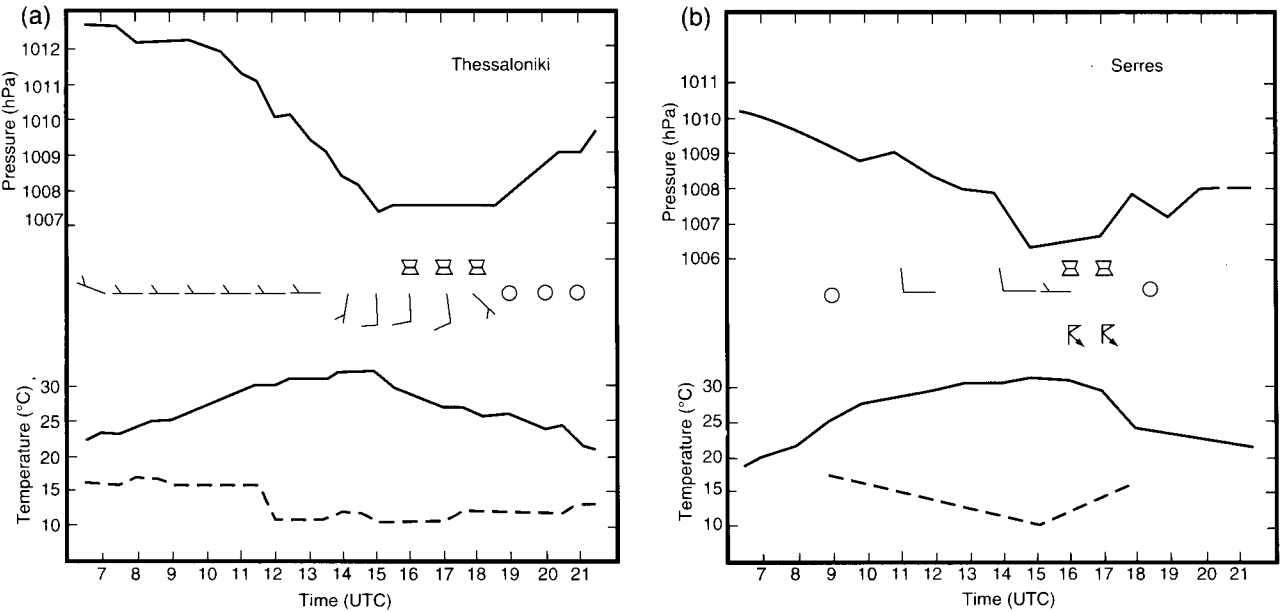 (a)
Thessaloniki
Pressure (hPa)
1012
1011
1010
1009
1008
1007
Temperature (°C)
30
25
20
15
10
7 8 9 10 11 12 13 14 15 16 17 18 19 20 21
Time (UTC)
(b)
Serres
Pressure (hPa)
1011
1010
1009
1008
1007
1006
Temperature (°C)
30
25
20
15
10
7 8 9 10 11 12 13 14 15 16 17 18 19 20 21
Time (UTC)